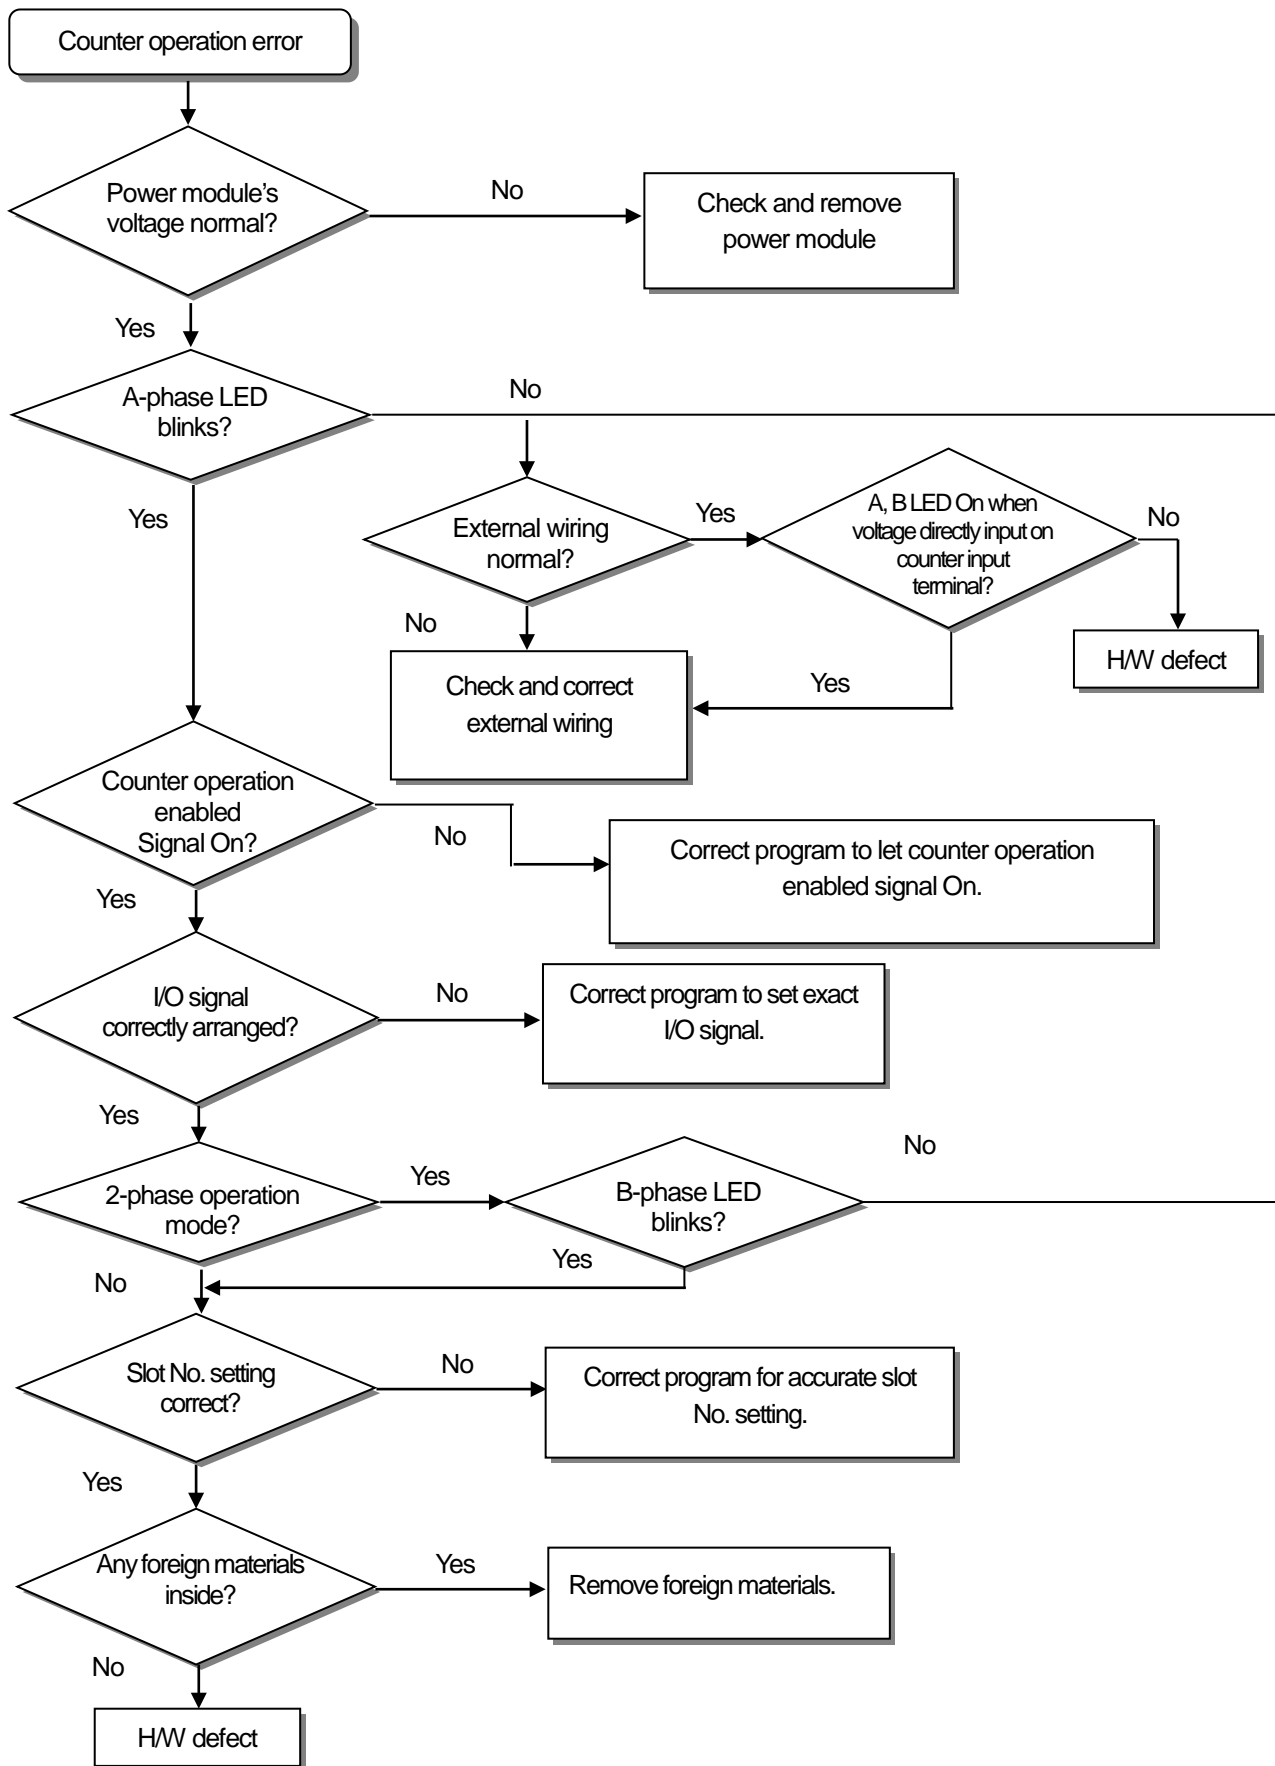 Counter operation error
Power module's
voltage normal?
No
Check and remove
power module
Yes
A-phase LED
blinks?
No
Yes
External wiring
normal?
Yes
A, B LED On when
voltage directly input on
counter input
terminal?
No
H/W defect
No
Check and correct
external wiring
Yes
Counter operation
enabled
Signal On?
No
Correct program to let counter operation
enabled signal On.
Yes
I/O signal
correctly arranged?
No
Correct program to set exact
I/O signal.
Yes
2-phase operation
mode?
Yes
B-phase LED
blinks?
No
Yes
No
Slot No. setting
correct?
No
Correct program for accurate slot
No. setting.
Yes
Any foreign materials
inside?
Yes
Remove foreign materials.
No
H/W defect